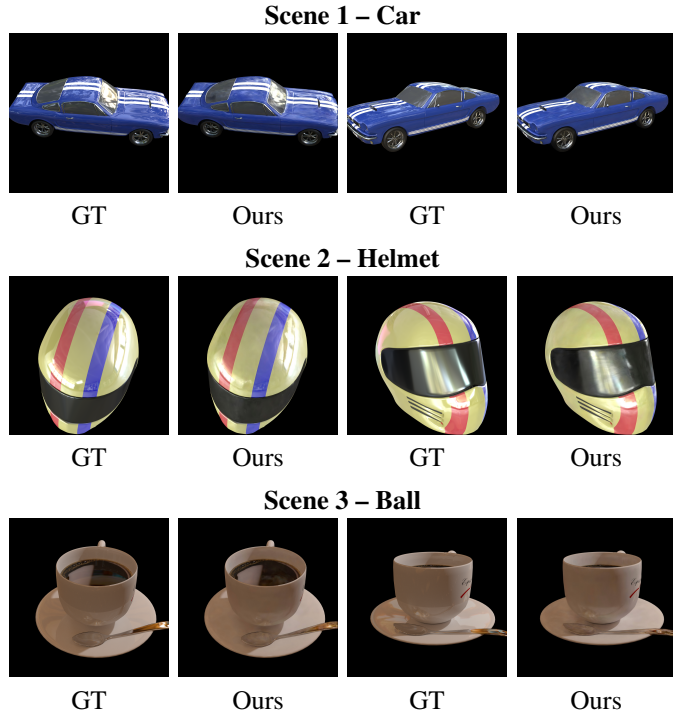 Scene 1 – Car
GT Ours GT Ours
Scene 2 – Helmet
GT Ours GT Ours
Scene 3 – Ball
GT Ours GT Ours